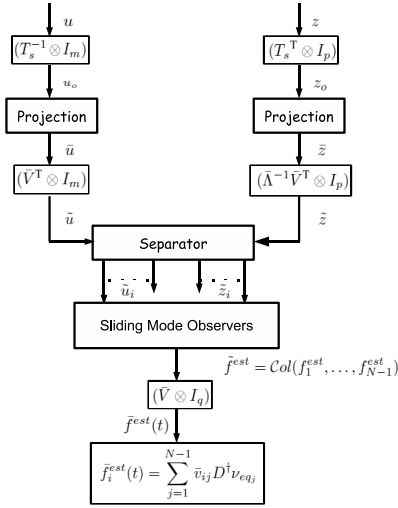 u z
(T_s^{-1} ⊗ I_m) (T_s^T ⊗ I_p)
u_o z_o
Projection Projection
ū z̄
(V̄^T ⊗ I_m) (Λ̄^{-1} V̄^T ⊗ I_p)
ũ z̃
Separator
ũ_i z̃_i
Sliding Mode Observers
f̃^{est} = Col(f_1^{est}, ..., f_{N-1}^{est})
(V̄ ⊗ I_q)
f̄^{est}(t)
f̄_i^{est}(t) = ∑_{j=1}^{N-1} v̄_{ij} D^† ν_{eq_j}